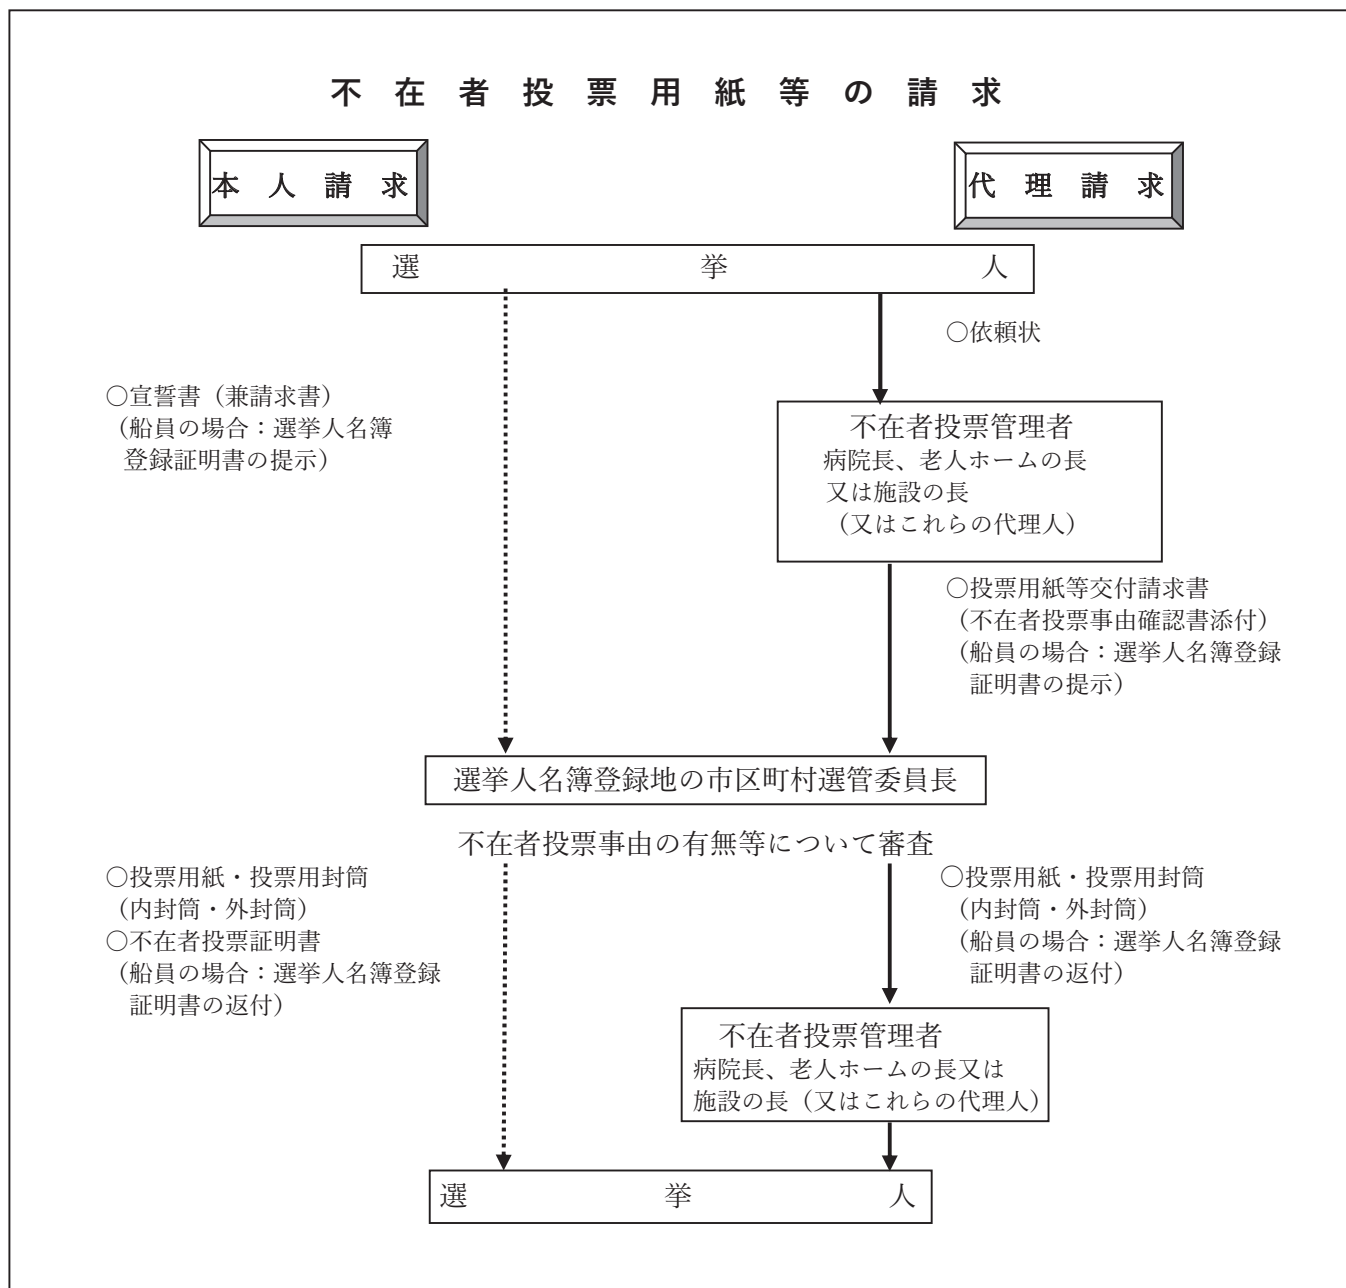 不在者投票用紙等の請求
本人請求
代理請求
選挙人
○依頼状
○宣誓書（兼請求書）
（船員の場合：選挙人名簿
登録証明書の提示）
不在者投票管理者
病院長、老人ホームの長
又は施設の長
（又はこれらの代理人）
○投票用紙等交付請求書
（不在者投票事由確認書添付）
（船員の場合：選挙人名簿登録
証明書の提示）
選挙人名簿登録地の市区町村選管委員長
不在者投票事由の有無等について審査
○投票用紙・投票用封筒
（内封筒・外封筒）
○不在者投票証明書
（船員の場合：選挙人名簿登録
証明書の返付）
○投票用紙・投票用封筒
（内封筒・外封筒）
（船員の場合：選挙人名簿登録
証明書の返付）
不在者投票管理者
病院長、老人ホームの長又は
施設の長（又はこれらの代理人）
選挙人